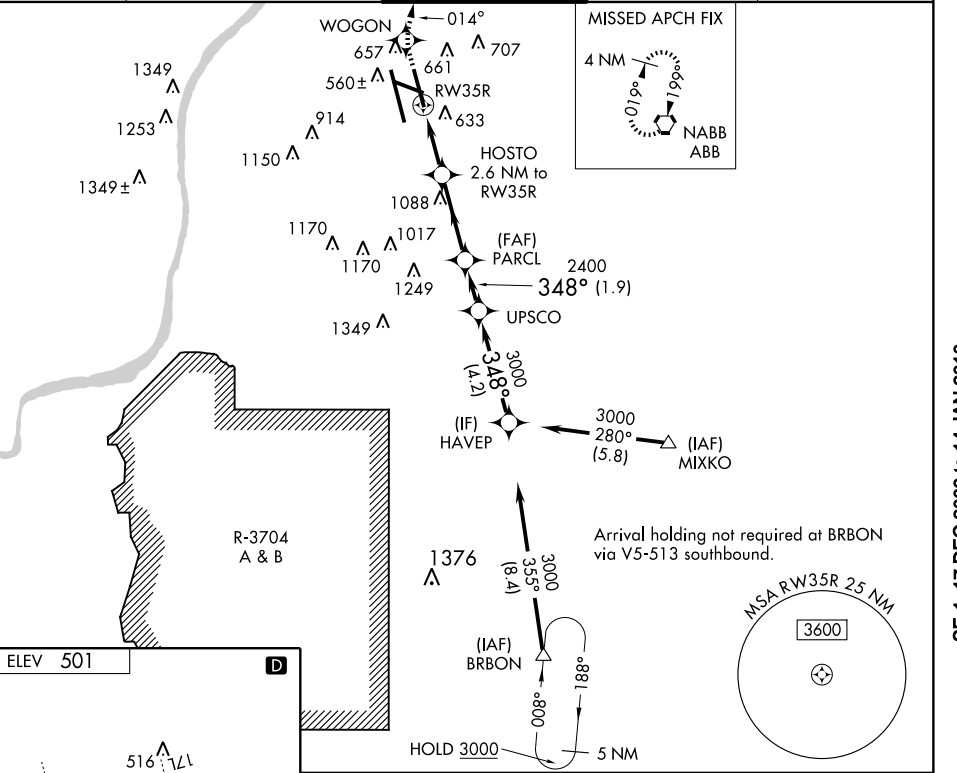 WOGON
014°
657
661
707
560±
RW35R
633
1349
1253
914
1150
1349±
HOSTO
2.6 NM to
RW35R
1088
1170
1170
1017
1249
1349
(FAF)
PARCL
2400
348° (1.9)
UPSCO
3000
348°
(4.2)
(IF)
HAVEP
3000
280°
(5.8)
(IAF)
MIXKO
MISSED APCH FIX
4 NM
019°
199°
NABB
ABB
R-3704
A & B
1376
3000
355°
(8.4)
Arrival holding not required at BRBON
via V5-513 southbound.
(IAF)
BRBON
188°
008°
HOLD 3000
5 NM
MSA RW35R 25 NM
3600
ELEV 501
D
516
17L